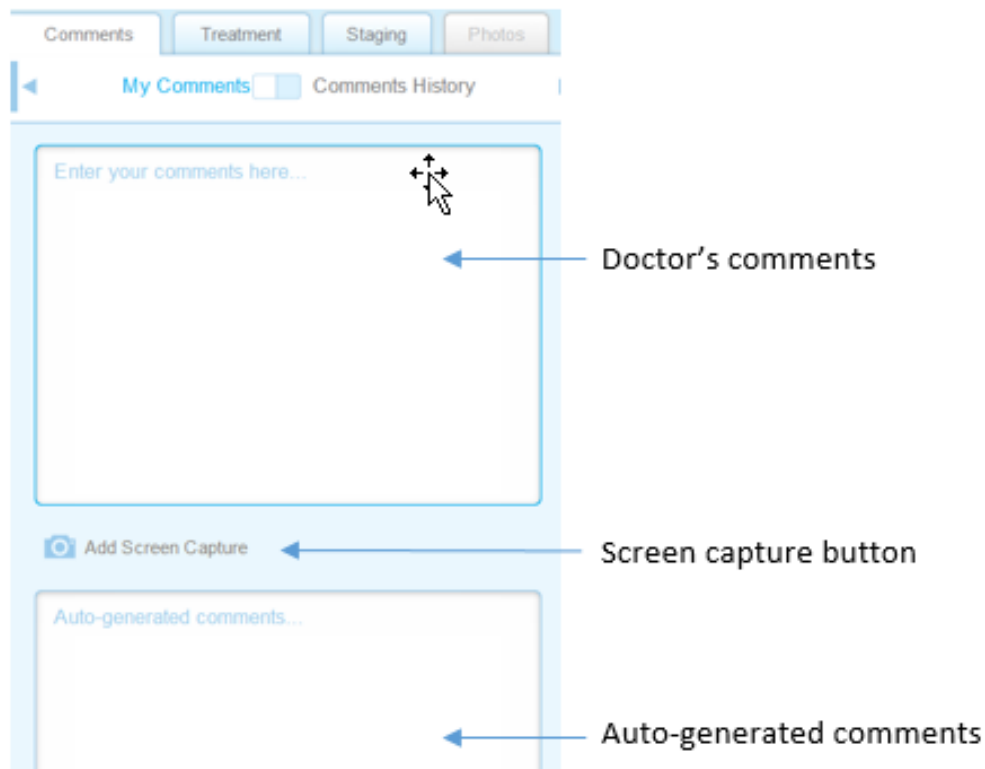 Comments Treatment Staging Photos
My Comments Comments History
Enter your comments here...
Doctor's comments
Add Screen Capture
Screen capture button
Auto-generated comments...
Auto-generated comments